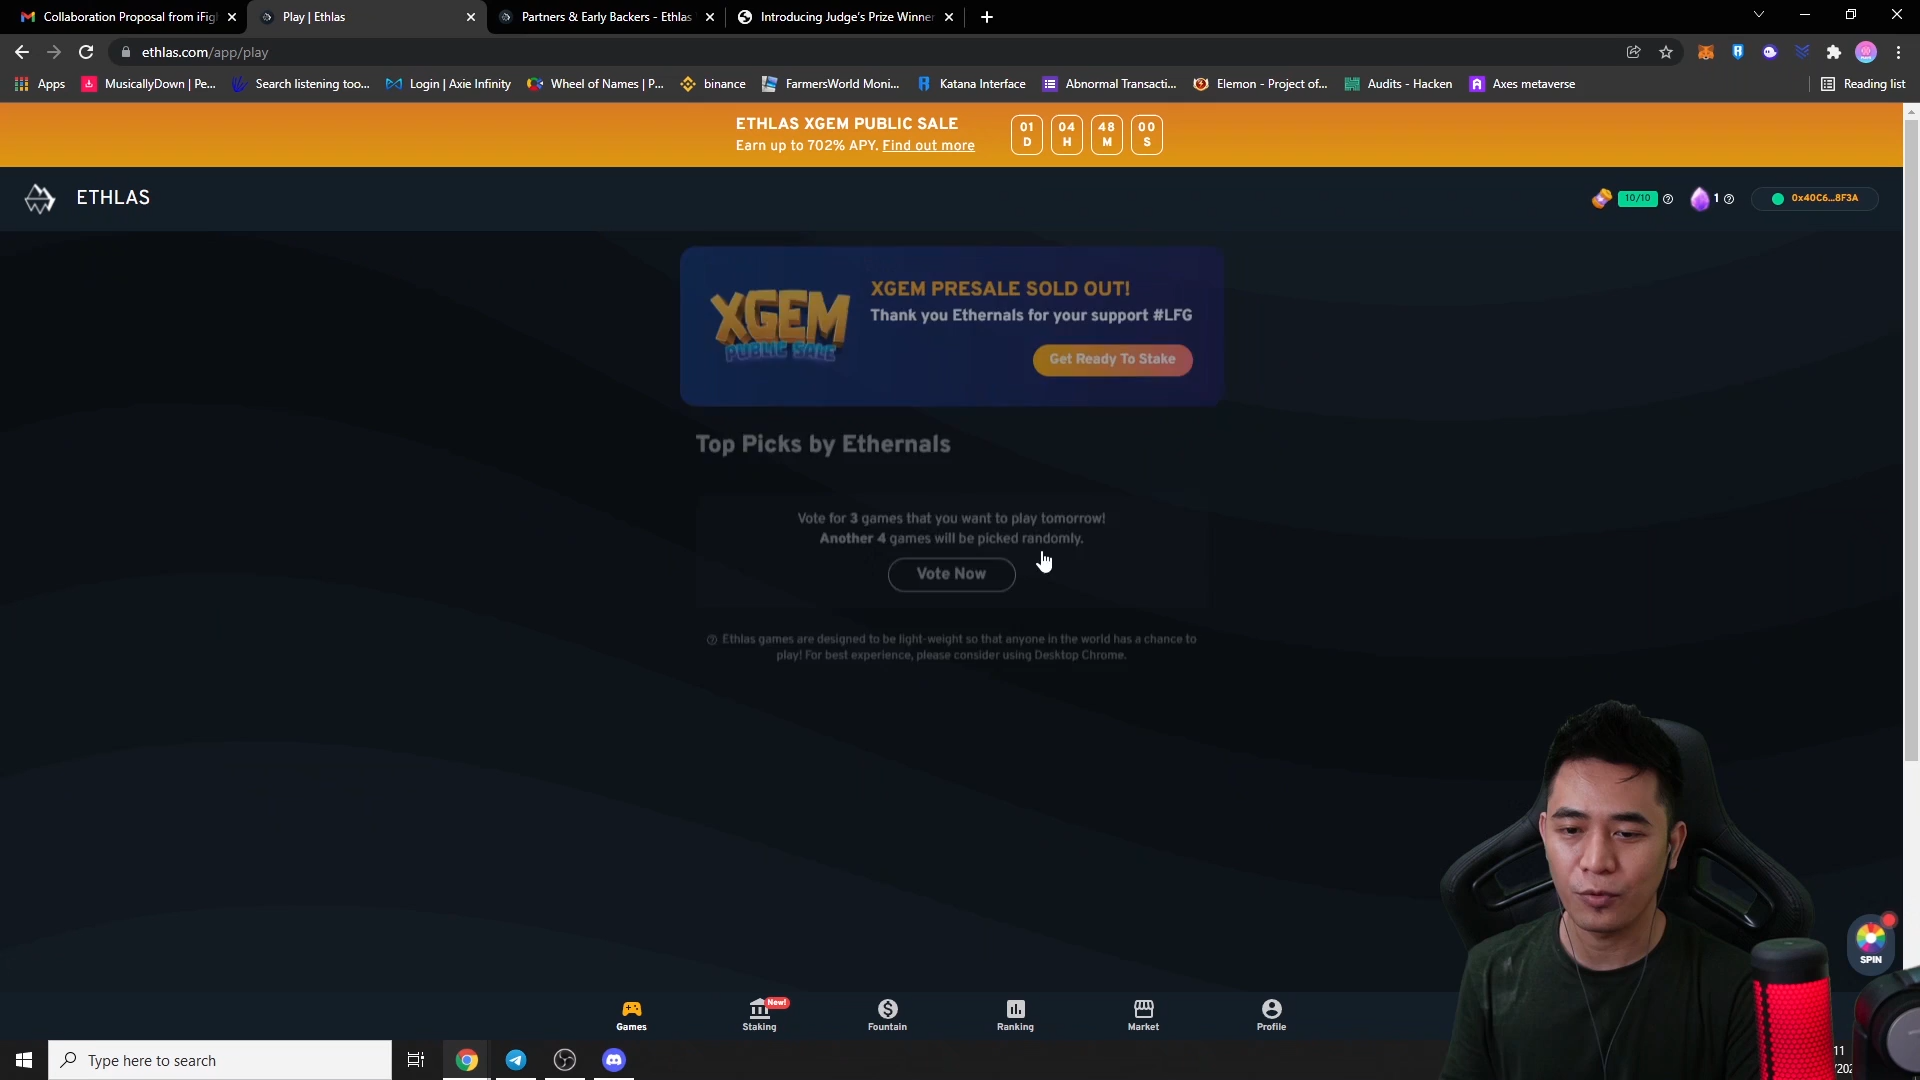 Collaboration Proposal from iFigh
Play | Ethlas
Partners & Early Backers - Ethlas
Introducing Judge's Prize Winner
ethlas.com/app/play
Apps
MusicallyDown | Pe...
Search listening too...
Login | Axie Infinity
Wheel of Names | P...
binance
FarmersWorld Moni...
Katana Interface
Abnormal Transacti...
Elemon - Project of...
Audits - Hacken
Axes metaverse
Reading list
ETHLAS XGEM PUBLIC SALE
Earn up to 702% APY. Find out more
01 04 48 00
D H M S
ETHLAS
10/10
1
0x40C6...8F3A
XGEM
PUBLIC SALE
XGEM PRESALE SOLD OUT!
Thank you Ethernals for your support #LFG
Get Ready To Stake
Top Picks by Ethernals
Vote for 3 games that you want to play tomorrow!
Another 4 games will be picked randomly.
Vote Now
Ethlas games are designed to be light-weight so that anyone in the world has a chance to
play! For best experience, please consider using Desktop Chrome.
SPIN
Games
Staking
New!
Fountain
Ranking
Market
Profile
Type here to search